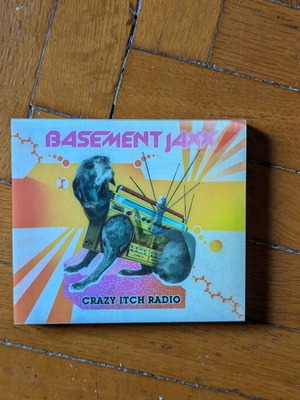 BASEMENT JAXX
CRAZY ITCH RADIO